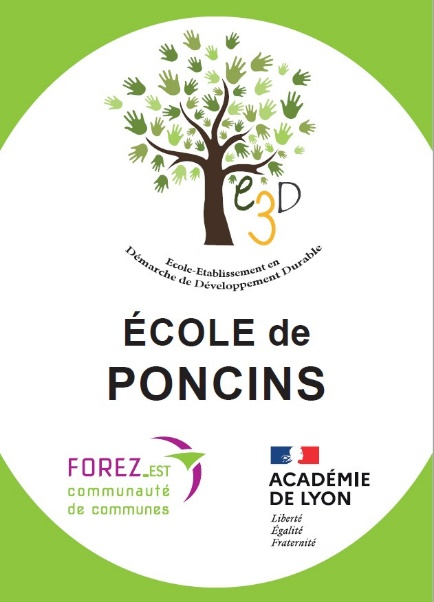 e3D
Ecole-Etablissement en
Démarche de Développement Durable
ÉCOLE de
PONCINS
FOREZ_EST
communauté
de communes
ACADÉMIE
DE LYON
Liberté
Égalité
Fraternité